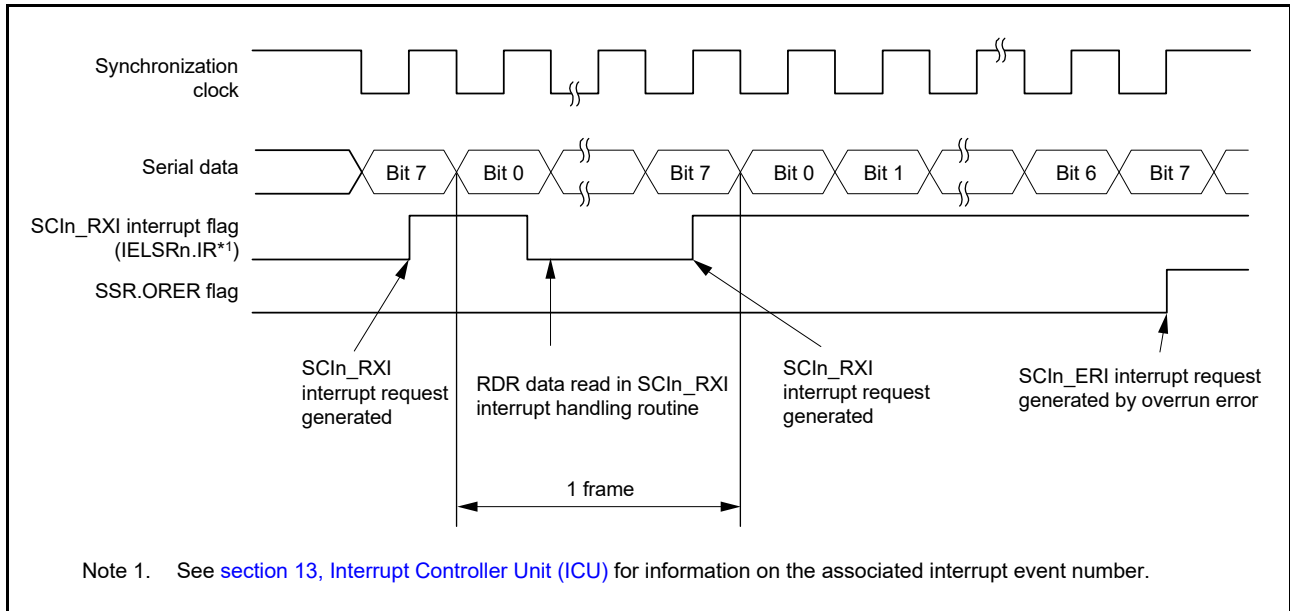 Synchronization
clock
Serial data
Bit 7
Bit 0
Bit 7
Bit 0
Bit 1
Bit 6
Bit 7
SCIn_RXI interrupt flag
(IELSRn.IR*1)
SSR.ORER flag
SCIn_RXI
interrupt request
generated
RDR data read in SCIn_RXI
interrupt handling routine
SCIn_RXI
interrupt request
generated
SCIn_ERI interrupt request
generated by overrun error
1 frame
Note 1. See section 13, Interrupt Controller Unit (ICU) for information on the associated interrupt event number.